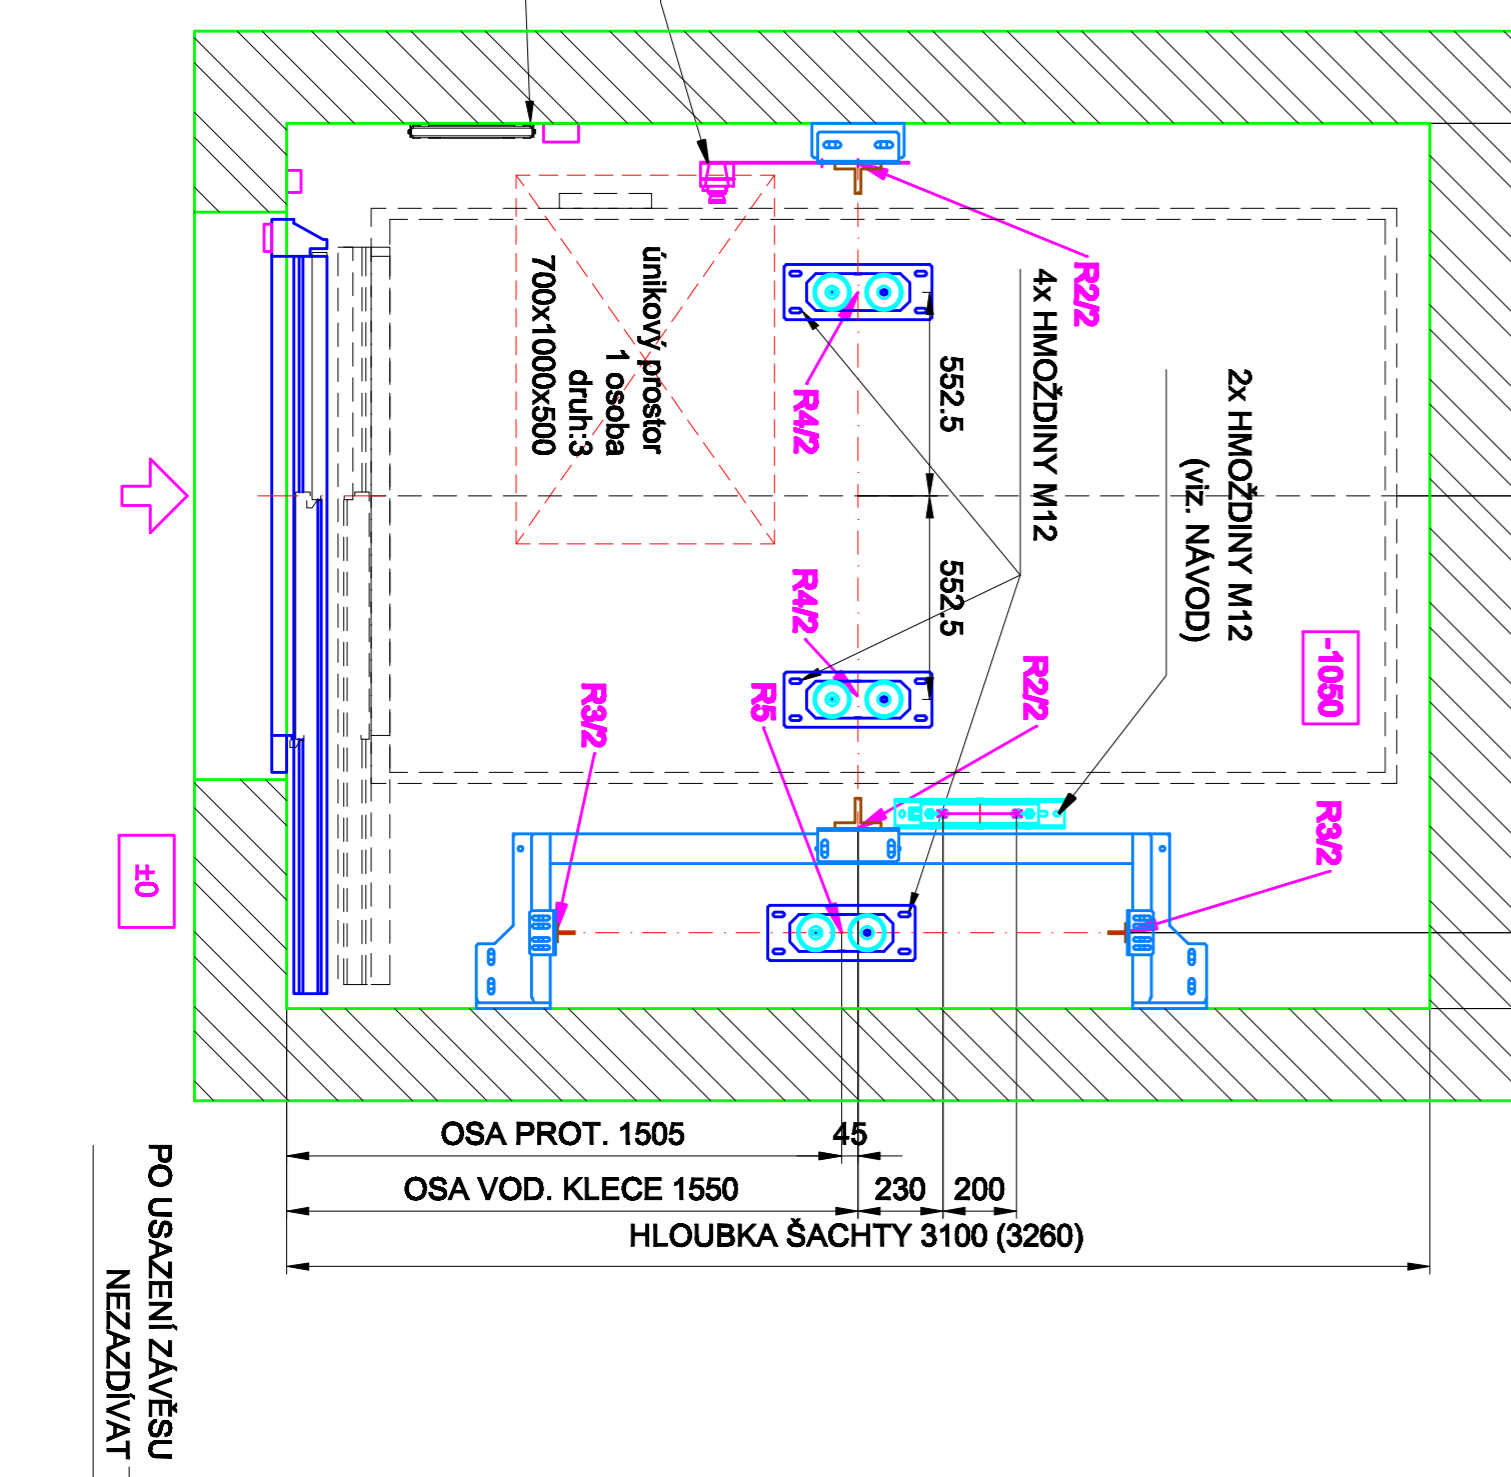 R2/2
4x HMOŽDINY M12
2x HMOŽDINY M12
(viz. NÁVOD)
únikový prostor
1 osoba
druh:3
700x1000x500
R4/2
552.5
552.5
R4/2
R5
R2/2
R3/2
R3/2
-1050
±0
OSA PROT. 1505
45
OSA VOD. KLECE 1550
230
200
HLOUBKA ŠACHTY 3100 (3260)
PO USAZENÍ ZÁVĚSU
NEZAZDÍVAT